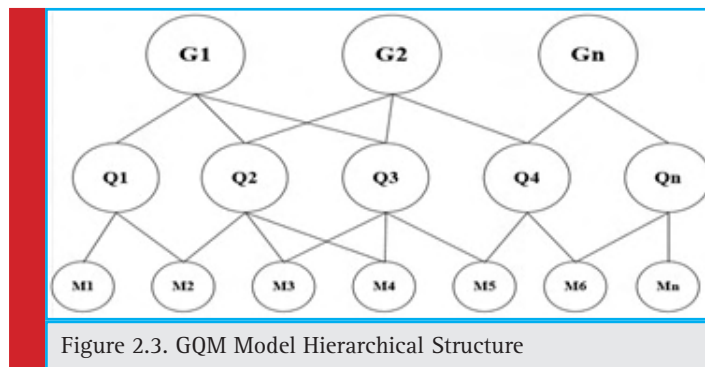 G1 G2 Gn
Q1 Q2 Q3 Q4 Qn
M1 M2 M3 M4 M5 M6 Mn
Figure 2.3. GQM Model Hierarchical Structure